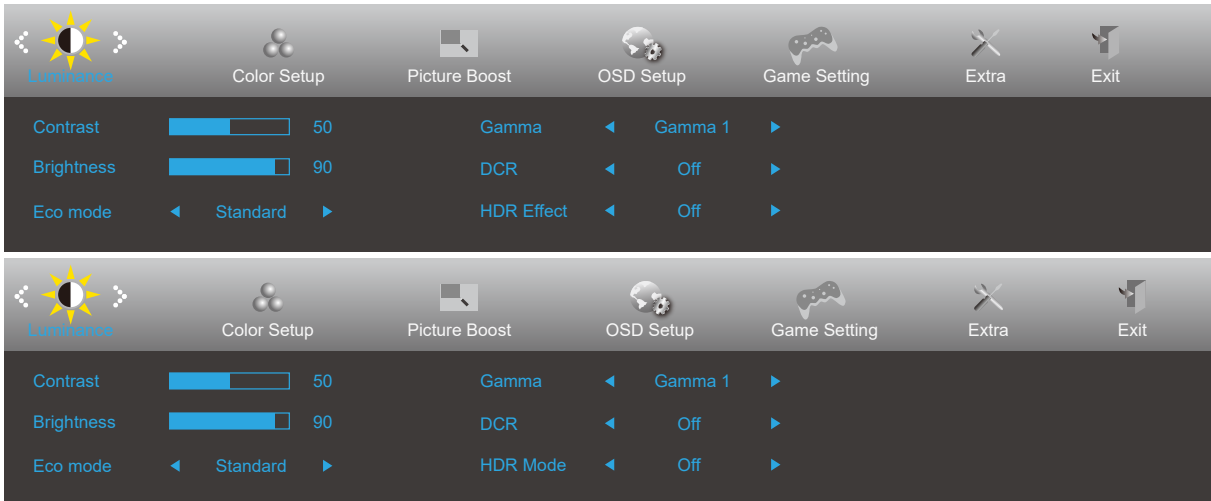 Luminance Color Setup Picture Boost OSD Setup Game Setting Extra Exit
Contrast 50 Gamma Gamma 1
Brightness 90 DCR Off
Eco mode Standard HDR Effect Off
Luminance Color Setup Picture Boost OSD Setup Game Setting Extra Exit
Contrast 50 Gamma Gamma 1
Brightness 90 DCR Off
Eco mode Standard HDR Mode Off